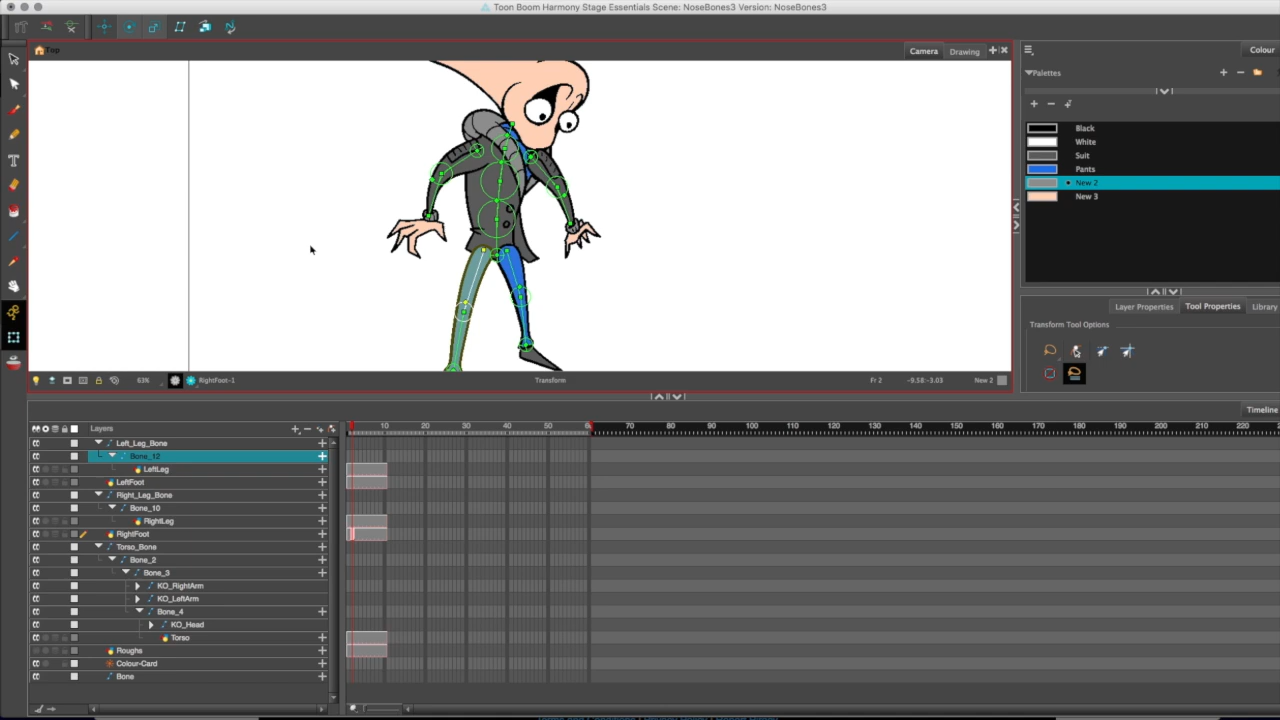 Toon Boom Harmony Stage Essentials Scene: NoseBones3 Version: NoseBones3
Top
Camera
Drawing
Colour
Palettes
Black
White
Suit
Pants
New 2
New 3
Layer Properties
Tool Properties
Library
Transform Tool Options
63%
RightFoot-1
Transform
Fr 2
-9.58:-3.03
New 2
Timeline
Layers
10 20 30 40 50 6 70 80 90 100 110 120 130 140 150 160 170 180 190 200 210 220
Left_Leg_Bone
Bone_12
LeftLeg
LeftFoot
Right_Leg_Bone
Bone_10
RightLeg
RightFoot
Torso_Bone
Bone_2
Bone_3
KO_RightArm
KO_LeftArm
Bone_4
KO_Head
Torso
Roughs
Colour-Card
Bone